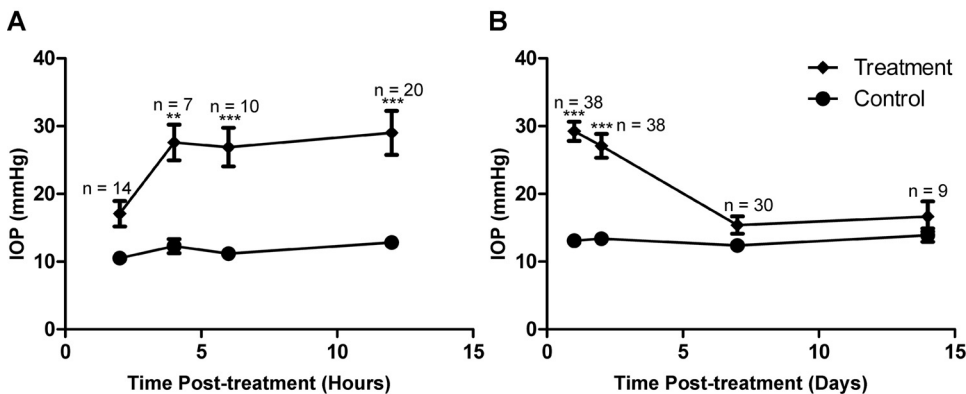 A
IOP (mmHg)
40
30
20
10
0
n = 14
n = 7
**
n = 10
***
n = 20
***
0
5
10
15
Time Post-treatment (Hours)
B
IOP (mmHg)
40
30
20
10
0
n = 38
***
*** n = 38
n = 30
n = 9
Treatment
Control
0
5
10
15
Time Post-treatment (Days)